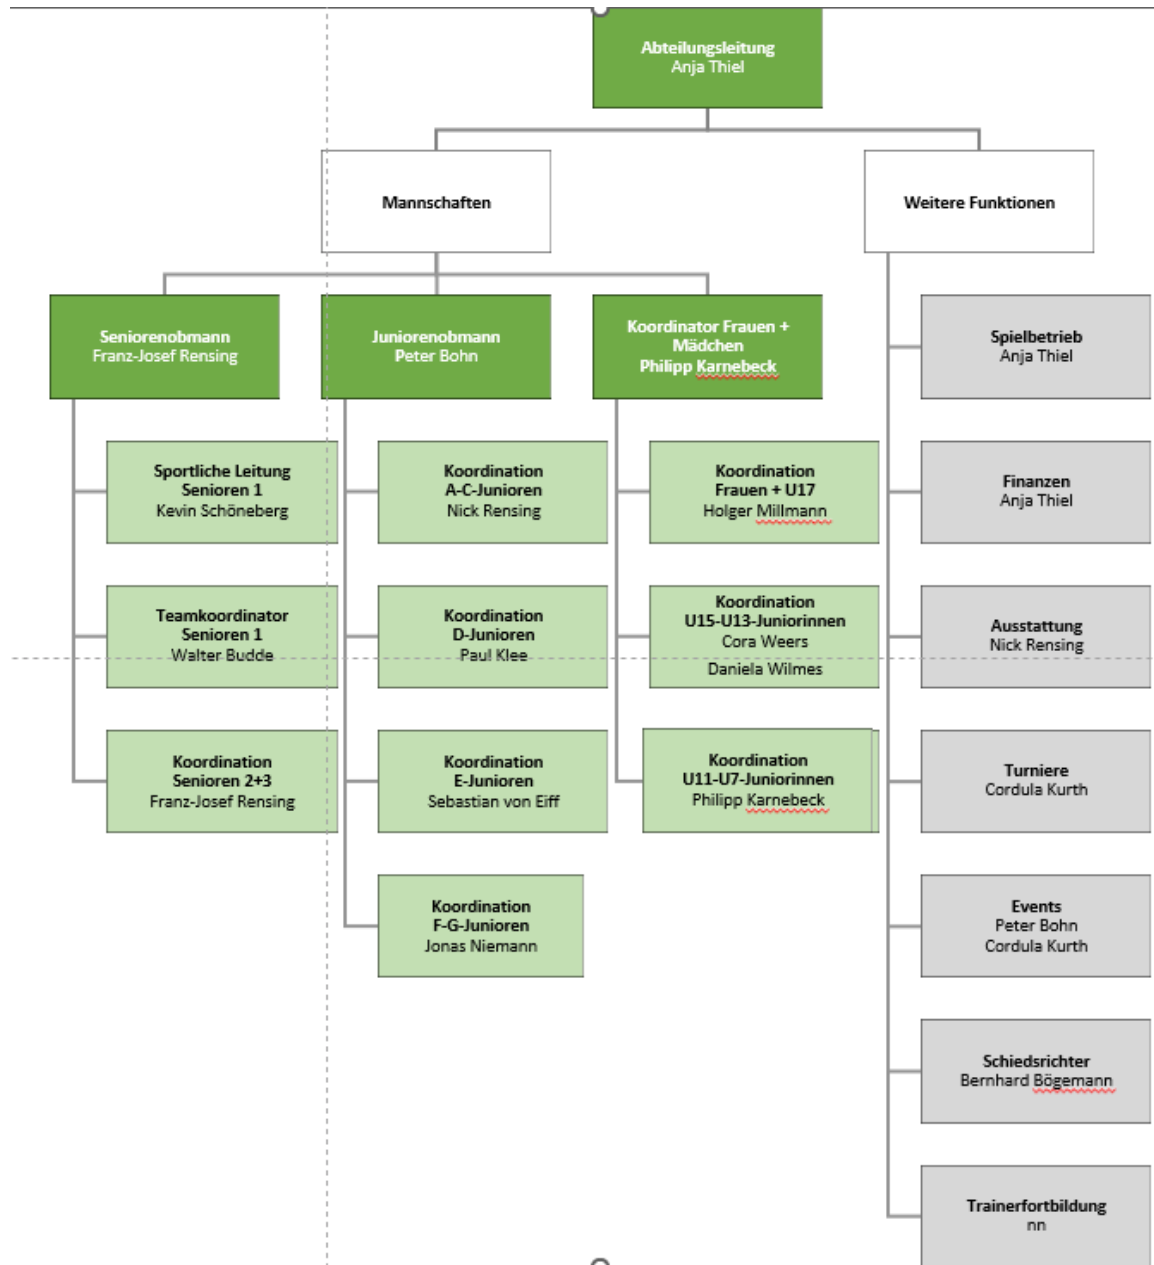 Abteilungsleitung
Anja Thiel
Mannschaften
Weitere Funktionen
Seniorenobmann
Franz-Josef Rensing
Juniorenobmann
Peter Bohn
Koordinator Frauen +
Mädchen
Philipp Karnebeck
Sportliche Leitung
Senioren 1
Kevin Schöneberg
Teamkoordinator
Senioren 1
Walter Budde
Koordination
Senioren 2+3
Franz-Josef Rensing
Koordination
A-C-Junioren
Nick Rensing
Koordination
D-Junioren
Paul Klee
Koordination
E-Junioren
Sebastian von Eiff
Koordination
F-G-Junioren
Jonas Niemann
Koordination
Frauen + U17
Holger Millmann
Koordination
U15-U13-Juniorinnen
Cora Weers
Daniela Wilmes
Koordination
U11-U7-Juniorinnen
Philipp Karnebeck
Spielbetrieb
Anja Thiel
Finanzen
Anja Thiel
Ausstattung
Nick Rensing
Turniere
Cordula Kurth
Events
Peter Bohn
Cordula Kurth
Schiedsrichter
Bernhard Bögemann
Trainerfortbildung
nn